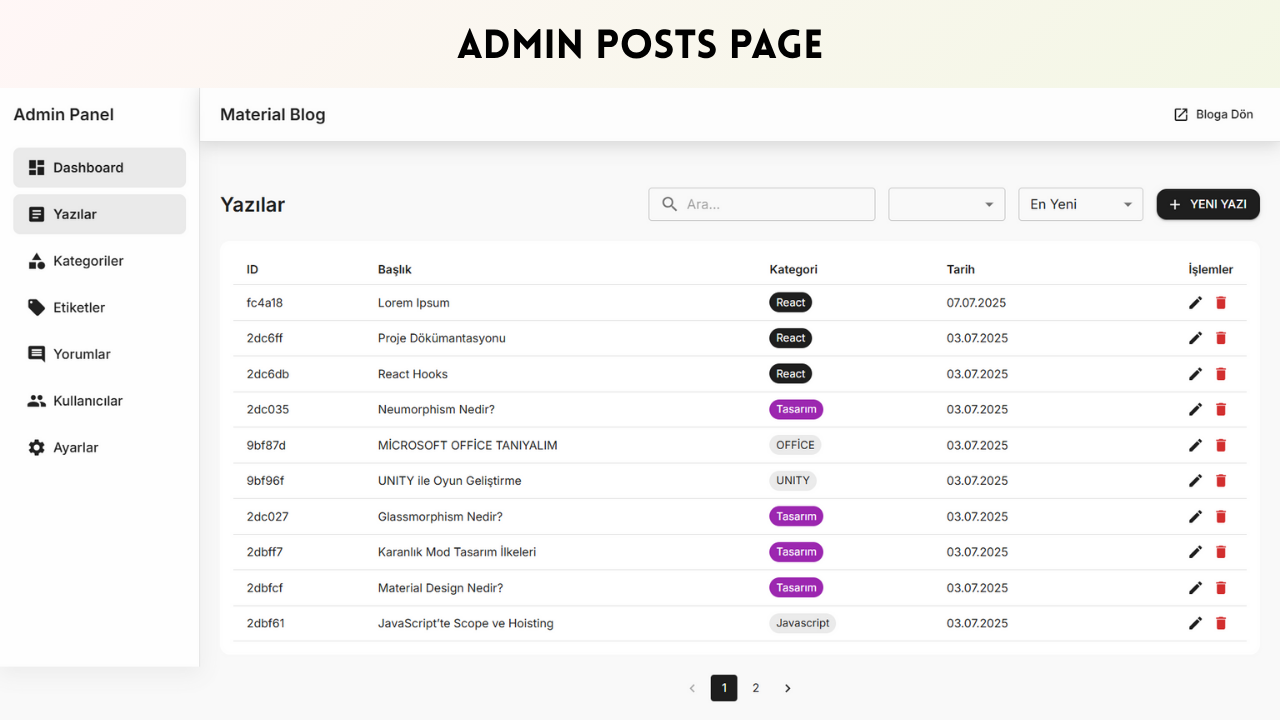 ADMIN POSTS PAGE
Admin Panel
Material Blog
Bloga Dön
Dashboard
Yazılar
Kategoriler
Etiketler
Yorumlar
Kullanıcılar
Ayarlar
Yazılar
Ara...
En Yeni
YENI YAZI
ID Başlık Kategori Tarih İşlemler
fc4a18 Lorem Ipsum React 07.07.2025
2dc6ff Proje Dökümantasyonu React 03.07.2025
2dc6db React Hooks React 03.07.2025
2dc035 Neumorphism Nedir? Tasarım 03.07.2025
9bf87d MİCROSOFT OFFİCE TANIYALIM OFFİCE 03.07.2025
9bf96f UNITY ile Oyun Geliştirme UNITY 03.07.2025
2dc027 Glassmorphism Nedir? Tasarım 03.07.2025
2dbff7 Karanlık Mod Tasarım İlkeleri Tasarım 03.07.2025
2dbfcf Material Design Nedir? Tasarım 03.07.2025
2dbf61 JavaScript'te Scope ve Hoisting Javascript 03.07.2025
1 2